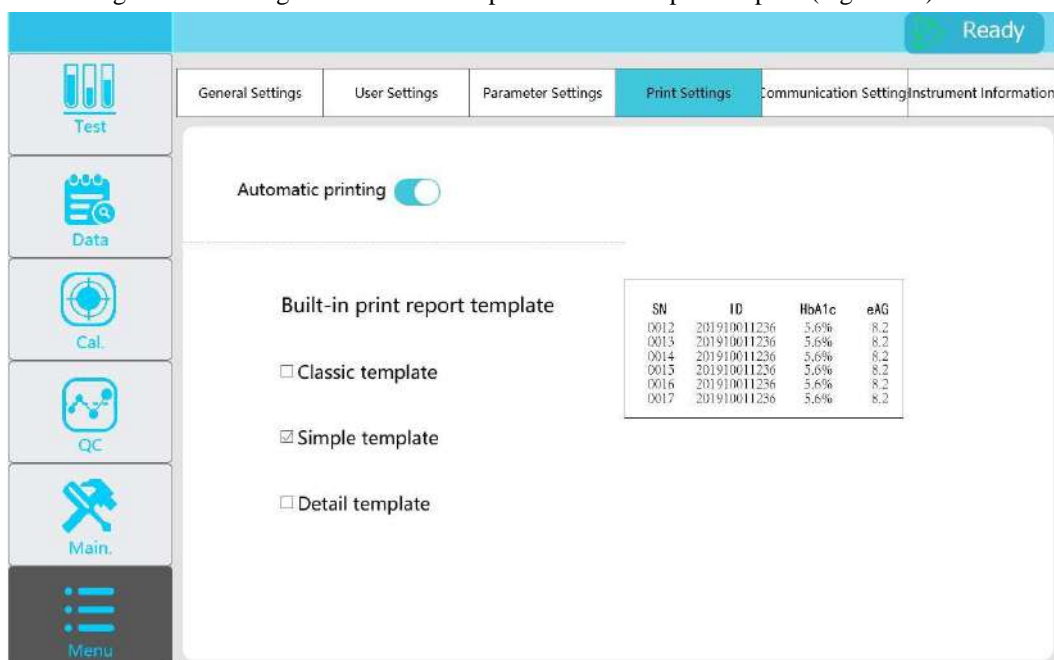 Ready
General Settings
User Settings
Parameter Settings
Print Settings
Communication Setting
Instrument Information
Test
Data
Cal.
QC
Main.
Menu
Automatic printing
Built-in print report template
Classic template
Simple template
Detail template
SN ID HbA1c eAG
0012 201910011236 5.6% 8.2
0013 201910011236 5.6% 8.2
0014 201910011236 5.6% 8.2
0015 201910011236 5.6% 8.2
0016 201910011236 5.6% 8.2
0017 201910011236 5.6% 8.2